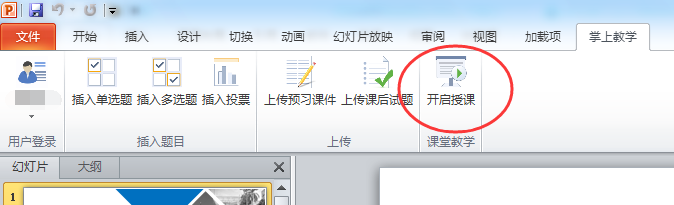 文件 开始 插入 设计 切换 动画 幻灯片放映 审阅 视图 加载项 掌上教学
插入单选题 插入多选题 插入投票 上传预习课件 上传课后试题 开启授课
用户登录 插入题目 上传 课堂教学
幻灯片 大纲
1